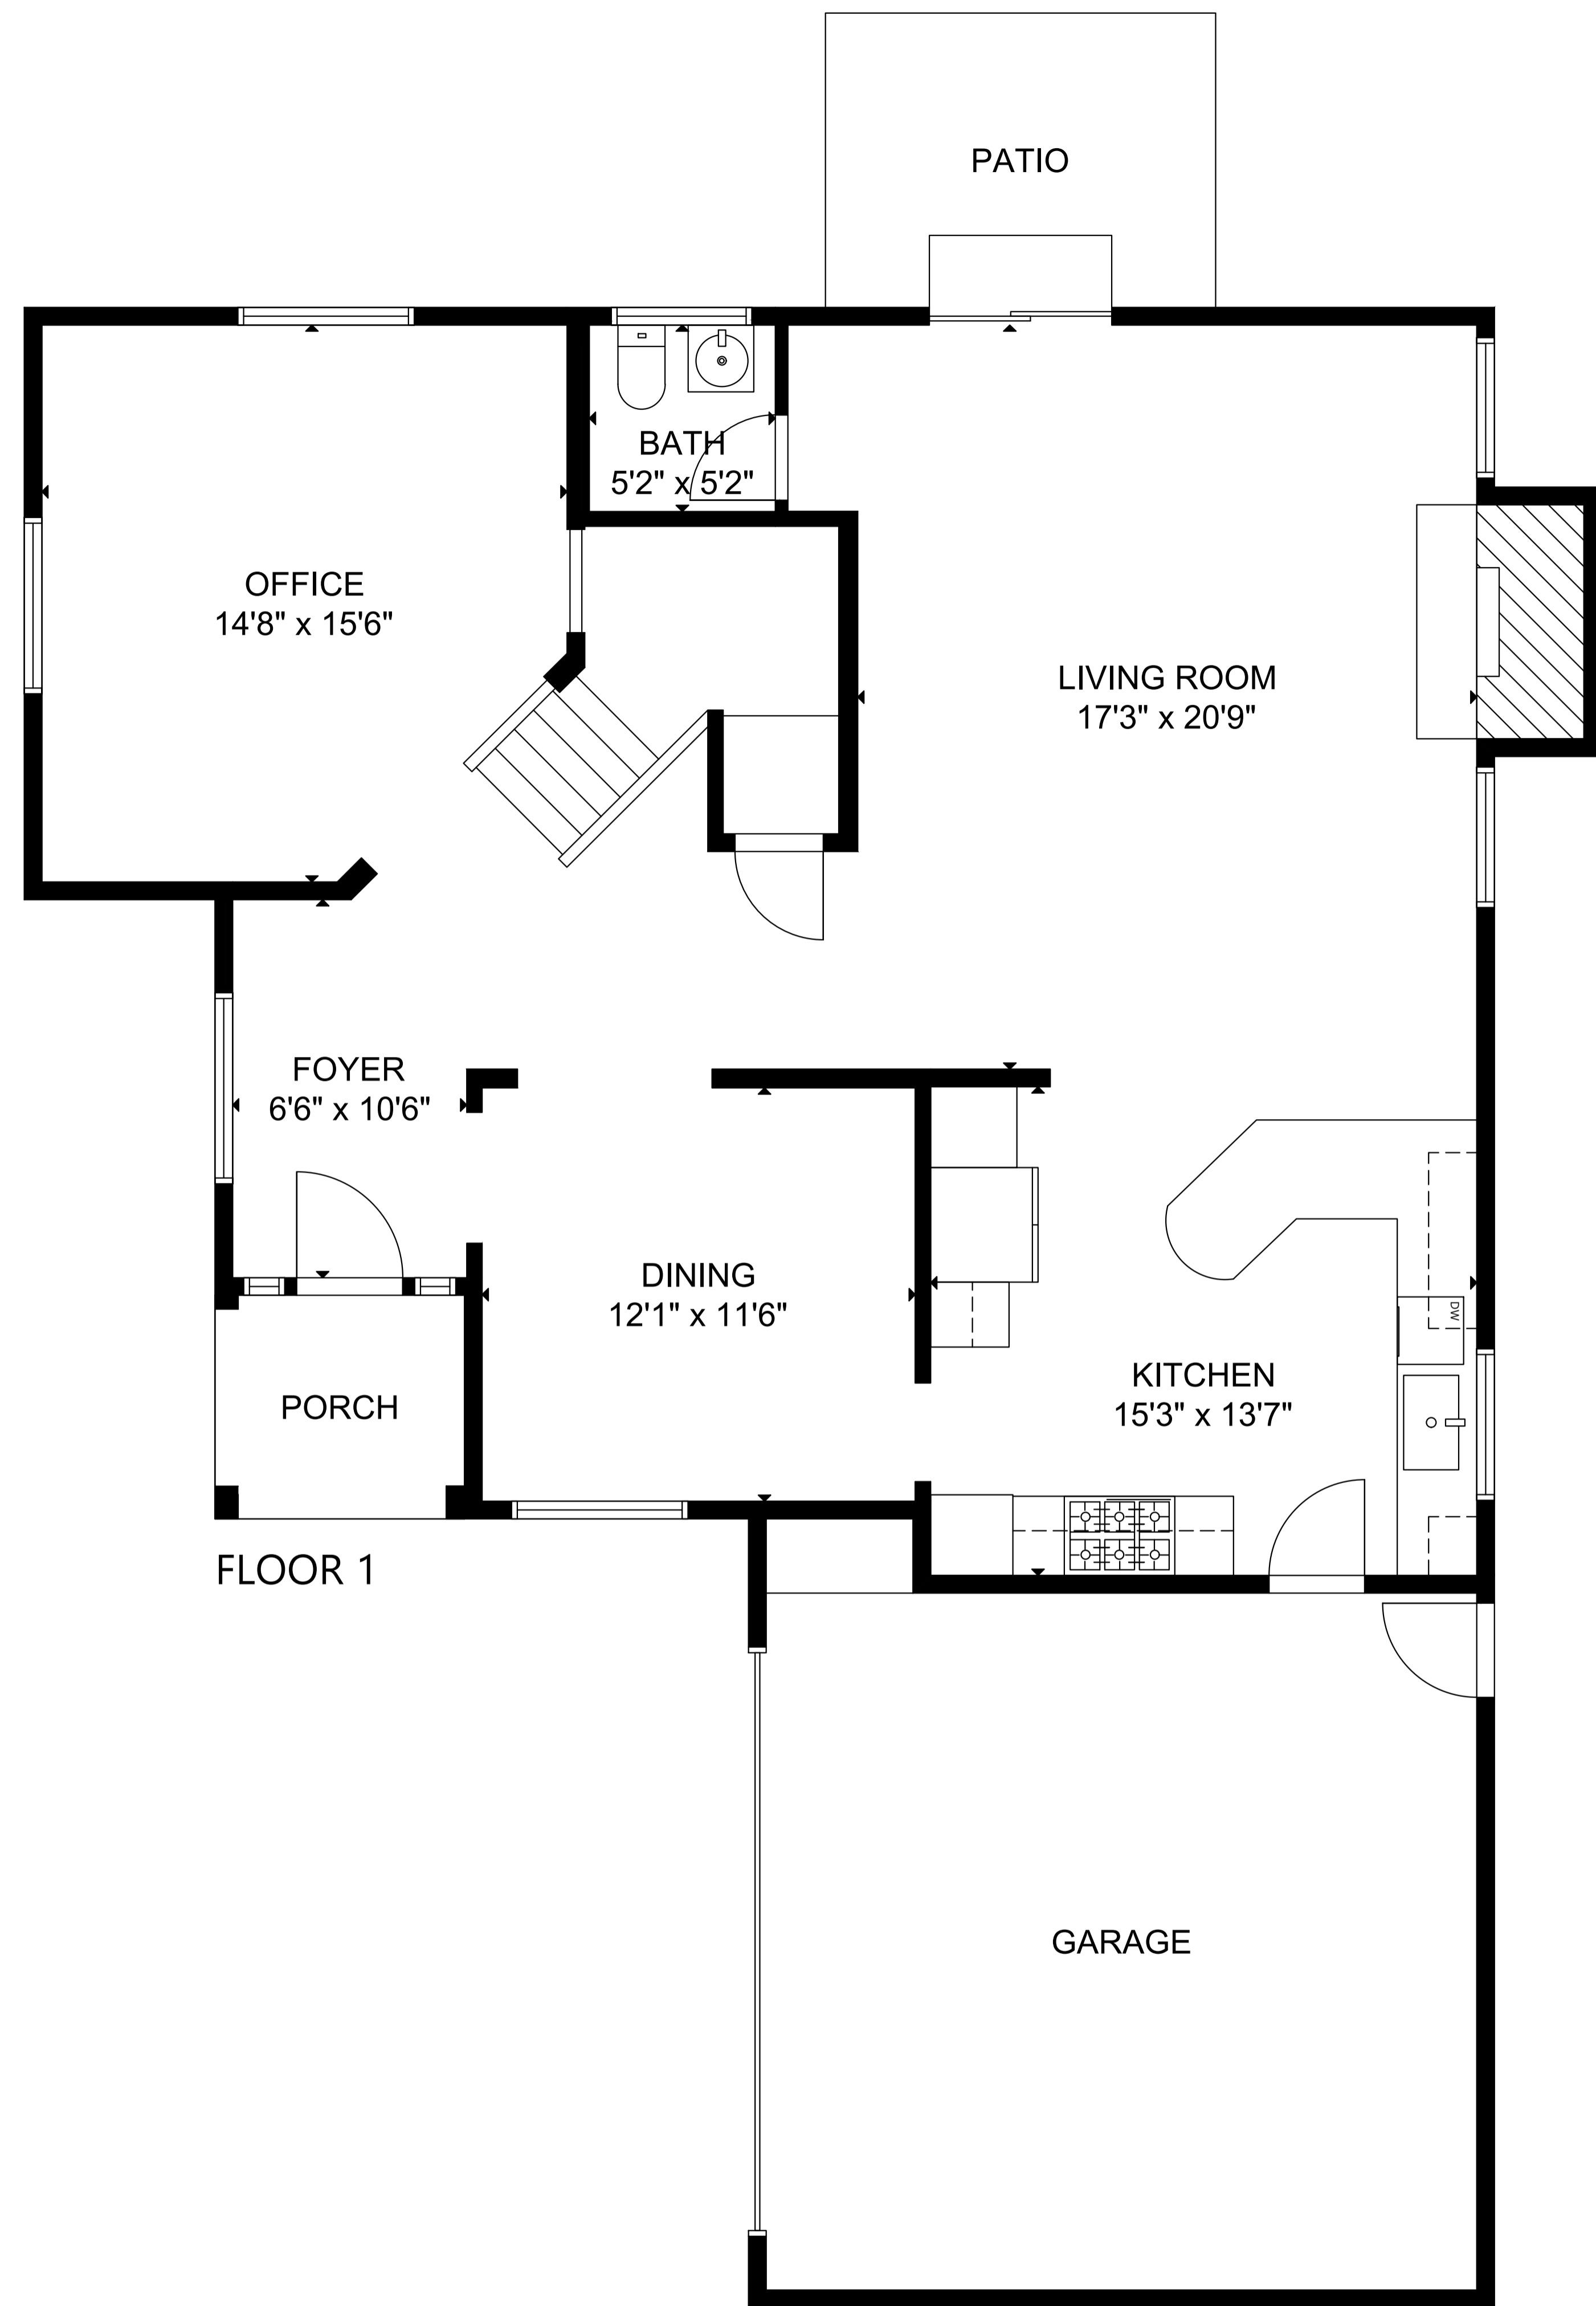 PATIO
BATH
5'2" x 5'2"
OFFICE
14'8" x 15'6"
LIVING ROOM
17'3" x 20'9"
FOYER
6'6" x 10'6"
DINING
12'1" x 11'6"
DW
KITCHEN
15'3" x 13'7"
PORCH
FLOOR 1
GARAGE